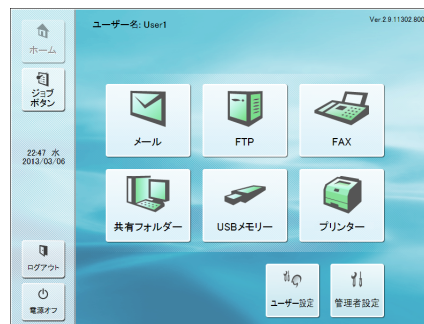 ホーム
ジョブ
ボタン
22:47 水
2013/03/06
ログアウト
電源オフ
ユーザー名: User1
Ver 2.9.11302.800
メール
FTP
FAX
共有フォルダー
USBメモリー
プリンター
ユーザー設定
管理者設定